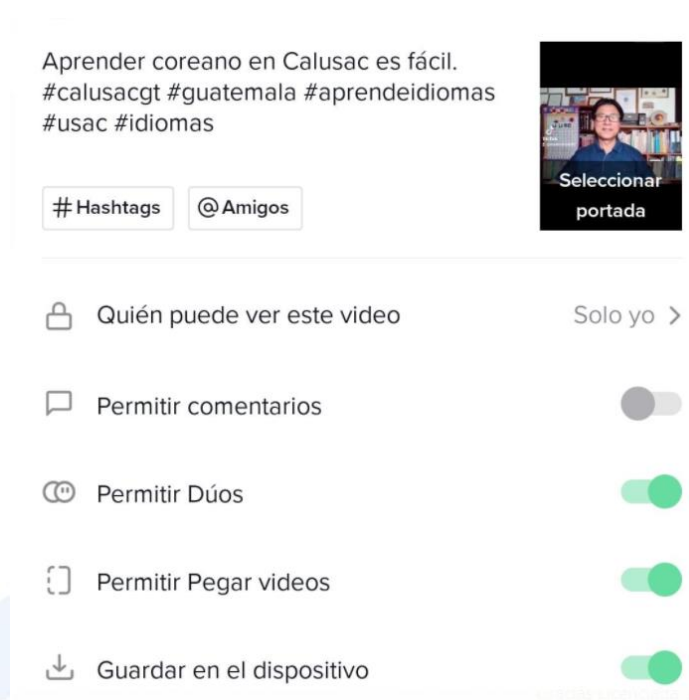 Aprender coreano en Calusac es fácil.
#calusacgt #guatemala #aprendeidiomas
#usac #idiomas
Seleccionar
portada
# Hashtags
@ Amigos
Quién puede ver este video
Solo yo >
Permitir comentarios
Permitir Dúos
Permitir Pegar videos
Guardar en el dispositivo